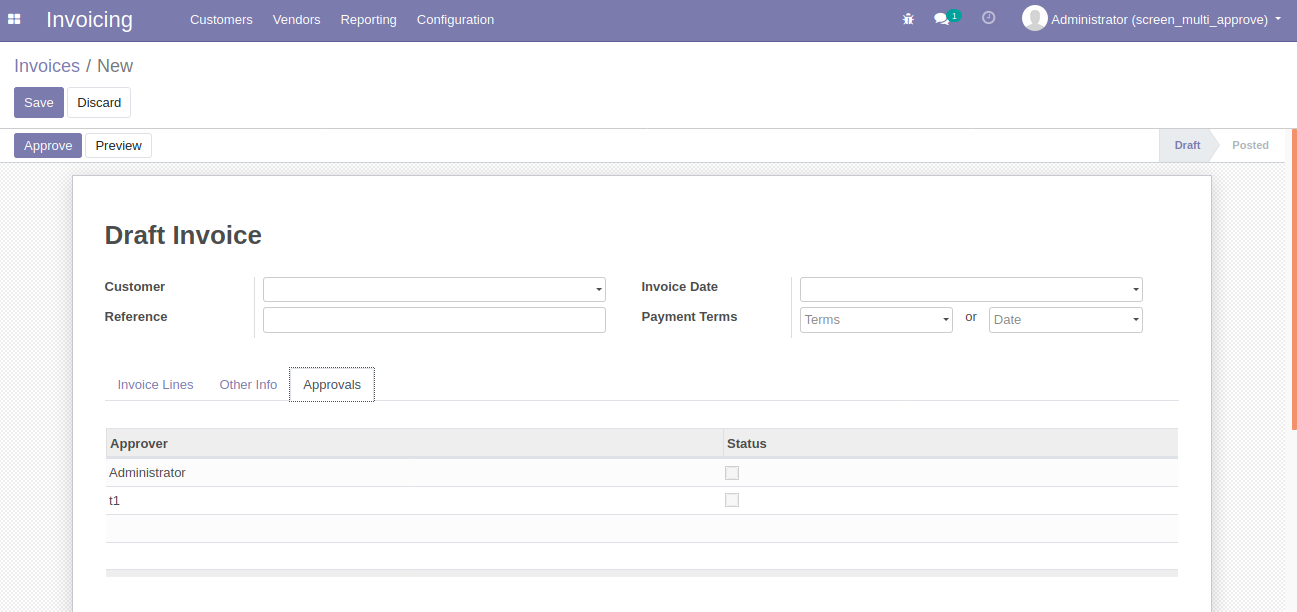 Invoicing Customers Vendors Reporting Configuration 1 Administrator (screen_multi_approve)
Invoices / New
Save Discard
Approve Preview Draft Posted
Draft Invoice
Customer Invoice Date
Reference Payment Terms Terms or Date
Invoice Lines Other Info Approvals
Approver Status
Administrator
t1